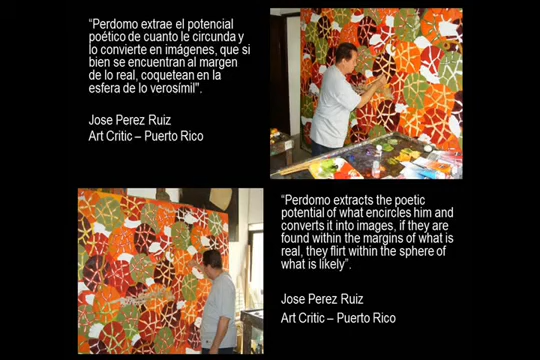 “Perdomo extrae el potencial
poético de cuanto le circunda y
lo convierte en imágenes, que si
bien se encuentran al margen
de lo real, coquetean en la
esfera de lo verosímil”.
Jose Perez Ruiz
Art Critic – Puerto Rico
“Perdomo extracts the poetic
potential of what encircles him and
converts it into images, if they are
found within the margins of what is
real, they flirt within the sphere of
what is likely”.
Jose Perez Ruiz
Art Critic – Puerto Rico